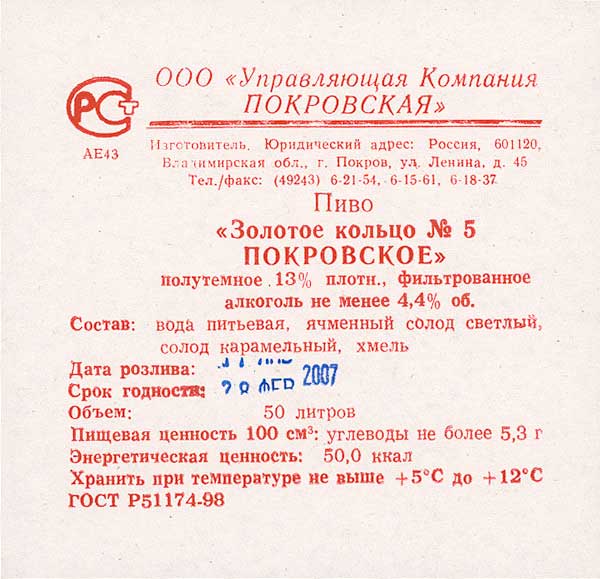 ООО «Управляющая Компания
ПОКРОВСКАЯ»
РСТ
АЕ43
Изготовитель. Юридический адрес: Россия, 601120,
Владимирская обл., г. Покров, ул. Ленина, д. 45
Тел./факс: (49243) 6-21-54, 6-15-61, 6-18-37
Пиво
«Золотое кольцо № 5
ПОКРОВСКОЕ»
полутемное 13% плотн., фильтрованное
алкоголь не менее 4,4% об.
Состав: вода питьевая, ячменный солод светлый,
солод карамельный, хмель
Дата розлива:
Срок годности: 28 ФЕВ 2007
Объем: 50 литров
Пищевая ценность 100 см³: углеводы не более 5,3 г
Энергетическая ценность: 50,0 ккал
Хранить при температуре не выше +5°С до +12°С
ГОСТ Р51174-98